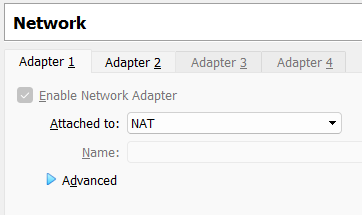 Network
Adapter 1 Adapter 2 Adapter 3 Adapter 4
Enable Network Adapter
Attached to: NAT
Name:
Advanced